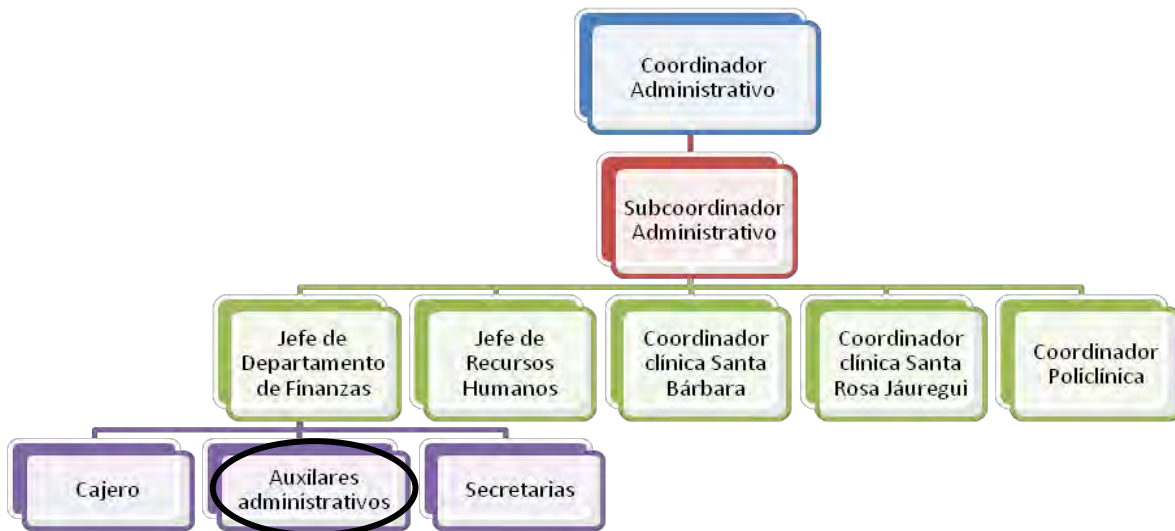 Coordinador
Administrativo
Subcoordinador
Administrativo
Jefe de
Departamento
de Finanzas
Jefe de
Recursos
Humanos
Coordinador
clínica Santa
Bárbara
Coordinador
clínica Santa
Rosa Jáuregui
Coordinador
Policlínica
Cajero
Auxilares
administrativos
Secretarias